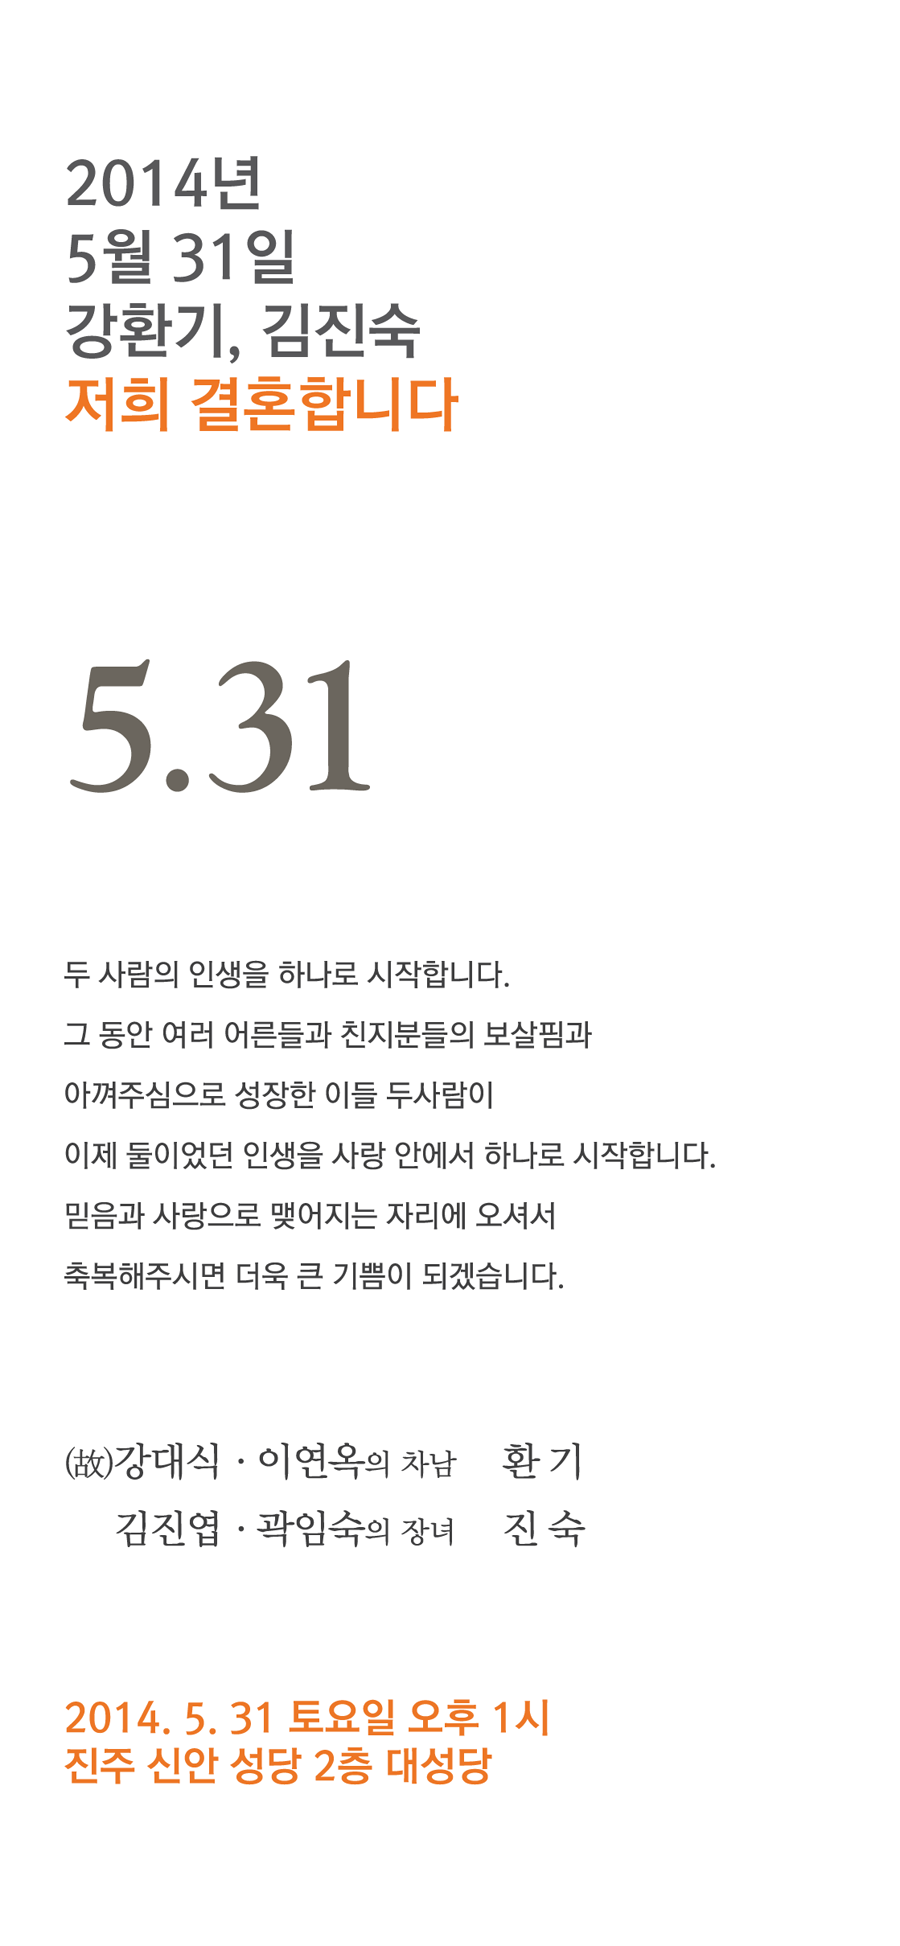 2014년
5월 31일
강환기, 김진숙
저희 결혼합니다
5.31
두 사람의 인생을 하나로 시작합니다.
그 동안 여러 어른들과 친지분들의 보살핌과
아껴주심으로 성장한 이들 두사람이
이제 둘이었던 인생을 사랑 안에서 하나로 시작합니다.
믿음과 사랑으로 맺어지는 자리에 오셔서
축복해주시면 더욱 큰 기쁨이 되겠습니다.
(故)강대식 · 이연옥의 차남 환 기
김진엽 · 곽임숙의 장녀 진 숙
2014. 5. 31 토요일 오후 1시
진주 신안 성당 2층 대성당